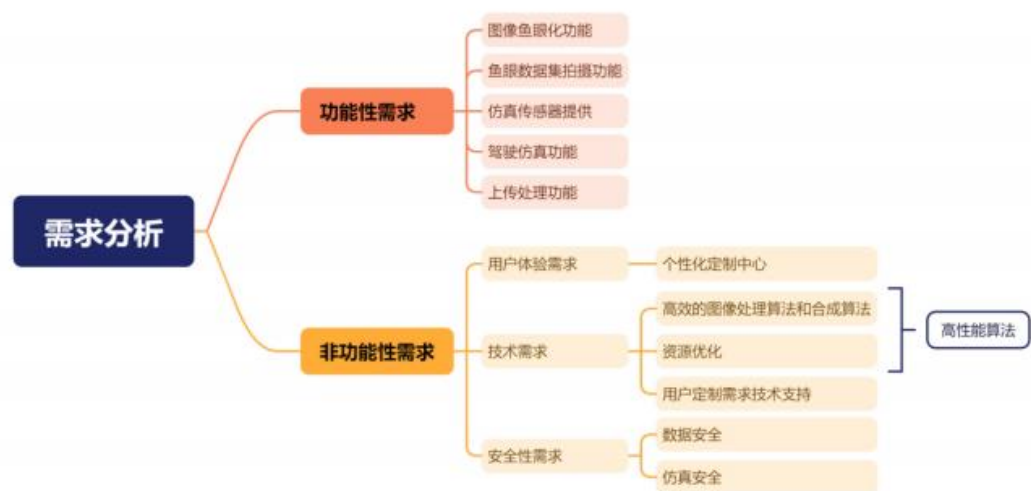 需求分析
功能性需求
图像鱼眼化功能
鱼眼数据集拍摄功能
仿真传感器提供
驾驶仿真功能
上传处理功能
非功能性需求
用户体验需求
个性化定制中心
技术需求
高效的图像处理算法和合成算法
资源优化
用户定制需求技术支持
高性能算法
安全性需求
数据安全
仿真安全